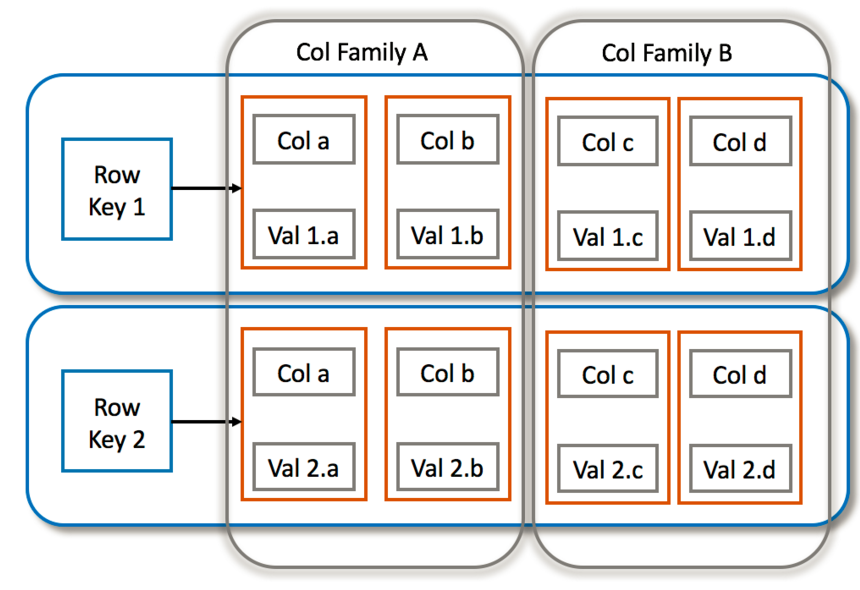 Col Family A
Col Family B
Col a
Col b
Col c
Col d
Row
Key 1
Val 1.a
Val 1.b
Val 1.c
Val 1.d
Col a
Col b
Col c
Col d
Row
Key 2
Val 2.a
Val 2.b
Val 2.c
Val 2.d